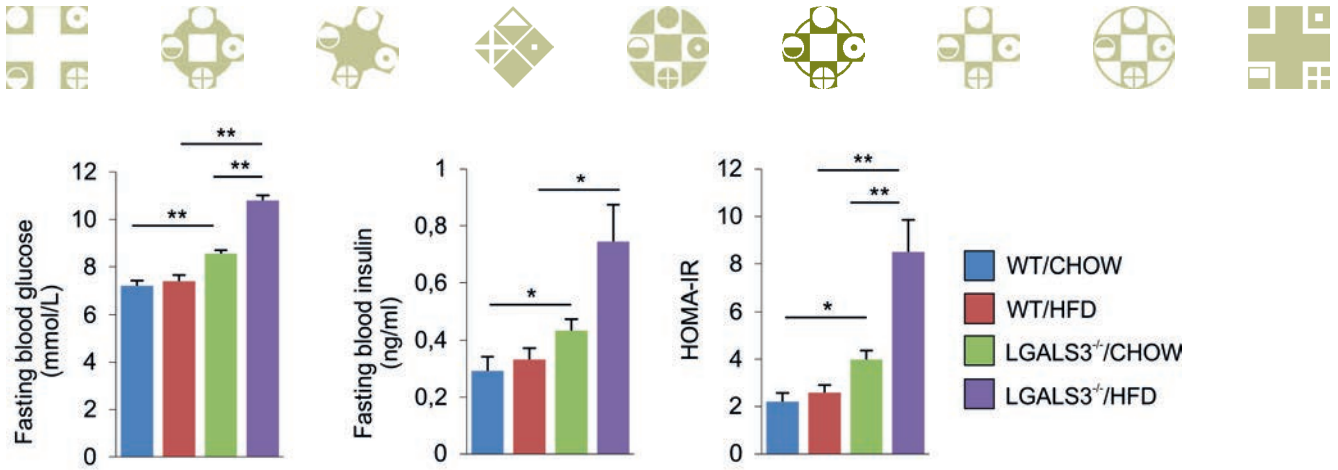 ** ** **
12
10
8
6
4
2
0
Fasting blood glucose
(mmol/L)
* *
1
0,8
0,6
0,4
0,2
0
Fasting blood insulin
(ng/ml)
** ** *
12
10
8
6
4
2
0
HOMA-IR
WT/CHOW
WT/HFD
LGALS3-/-/CHOW
LGALS3-/-/HFD